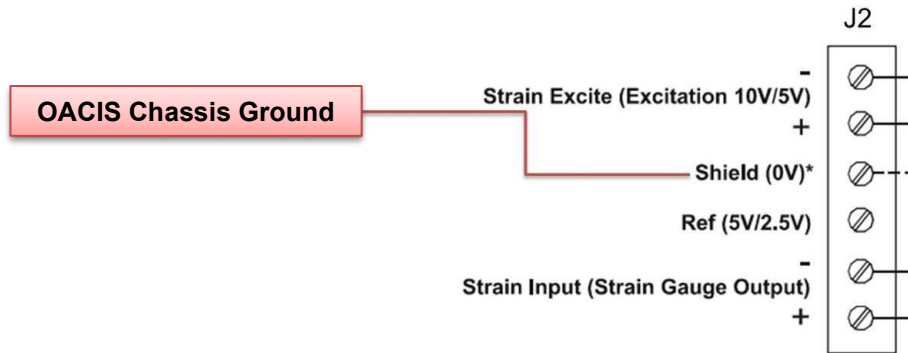 J2
-
Strain Excite (Excitation 10V/5V)
+
OACIS Chassis Ground
Shield (0V)*
Ref (5V/2.5V)
-
Strain Input (Strain Gauge Output)
+